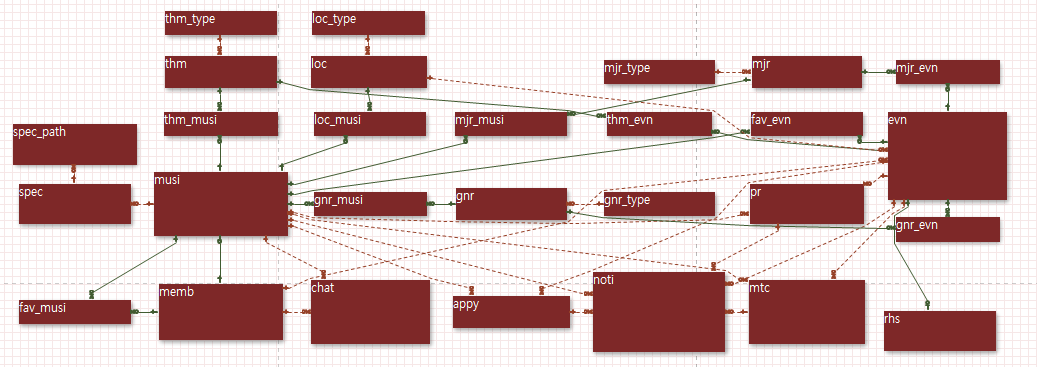 thm_type
loc_type
thm
loc
mjr_type
mjr
mjr_evn
thm_musi
loc_musi
mjr_musi
thm_evn
fav_evn
evn
spec_path
musi
spec
gnr_musi
gnr
gnr_type
pr
gnr_evn
fav_musi
memb
chat
appy
noti
mtc
rhs